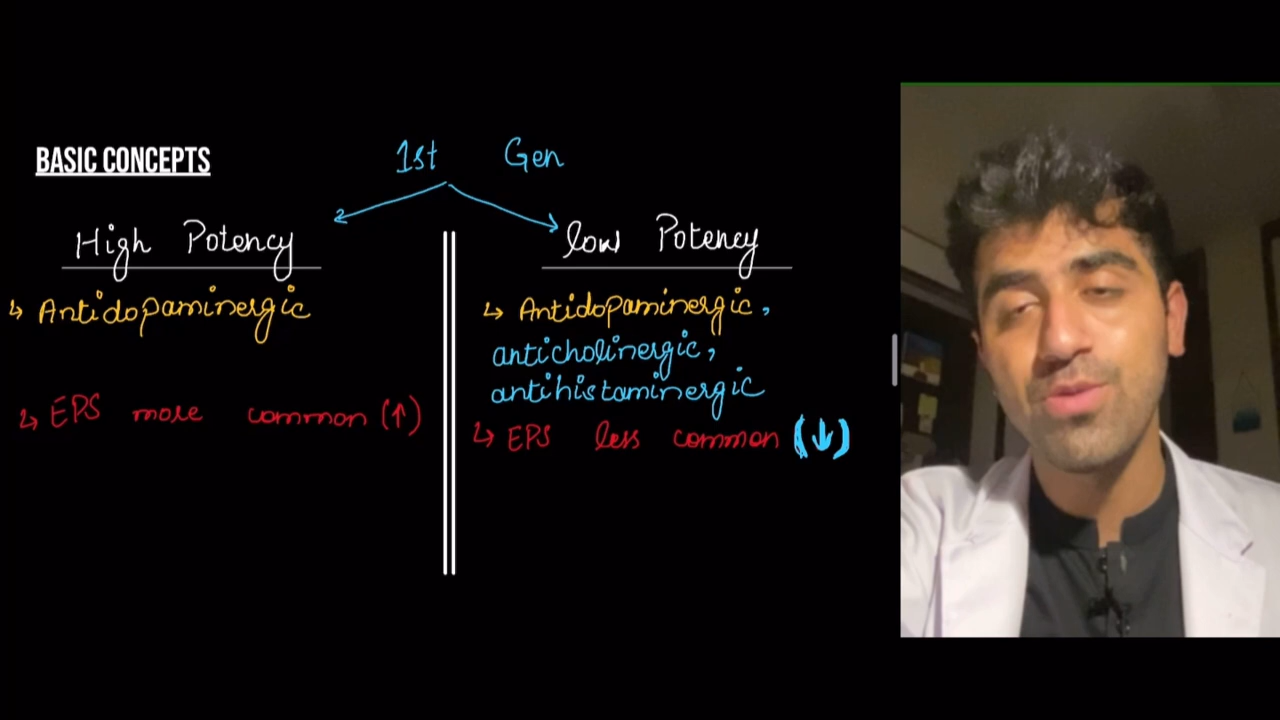 BASIC CONCEPTS
1st Gen
High Potency
↳ Antidopaminergic
↳ EPS more common (↑)
low Potency
↳ Antidopaminergic,
anticholinergic,
antihistaminergic
↳ EPS less common (↓)